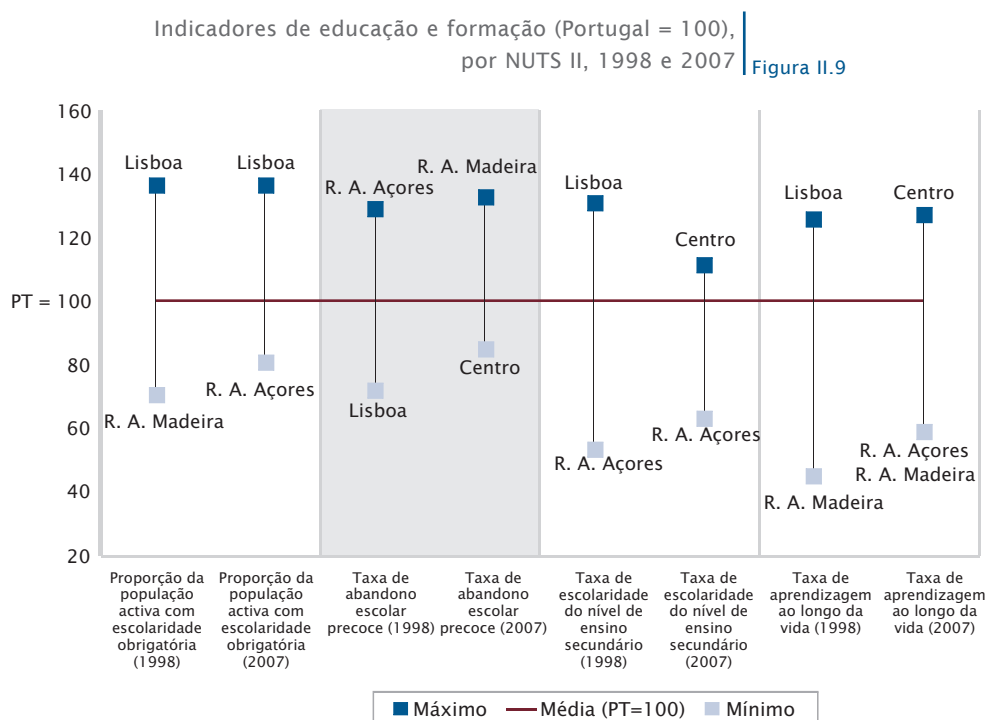 Indicadores de educação e formação (Portugal = 100),
por NUTS II, 1998 e 2007
Figura II.9
160
140
120
PT = 100
80
60
40
20
Lisboa
R. A. Madeira
Lisboa
R. A. Açores
R. A. Açores
Lisboa
R. A. Madeira
Centro
Lisboa
R. A. Açores
Centro
R. A. Açores
Lisboa
R. A. Madeira
Centro
R. A. Açores
R. A. Madeira
Proporção da
população
activa com
escolaridade
obrigatória
(1998)
Proporção da
população
activa com
escolaridade
obrigatória
(2007)
Taxa de
abandono
escolar
precoce (1998)
Taxa de
abandono
escolar
precoce (2007)
Taxa de
escolaridade
do nível de
ensino
secundário
(1998)
Taxa de
escolaridade
do nível de
ensino
secundário
(2007)
Taxa de
aprendizagem
ao longo da
vida (1998)
Taxa de
aprendizagem
ao longo da
vida (2007)
Máximo
Média (PT=100)
Mínimo